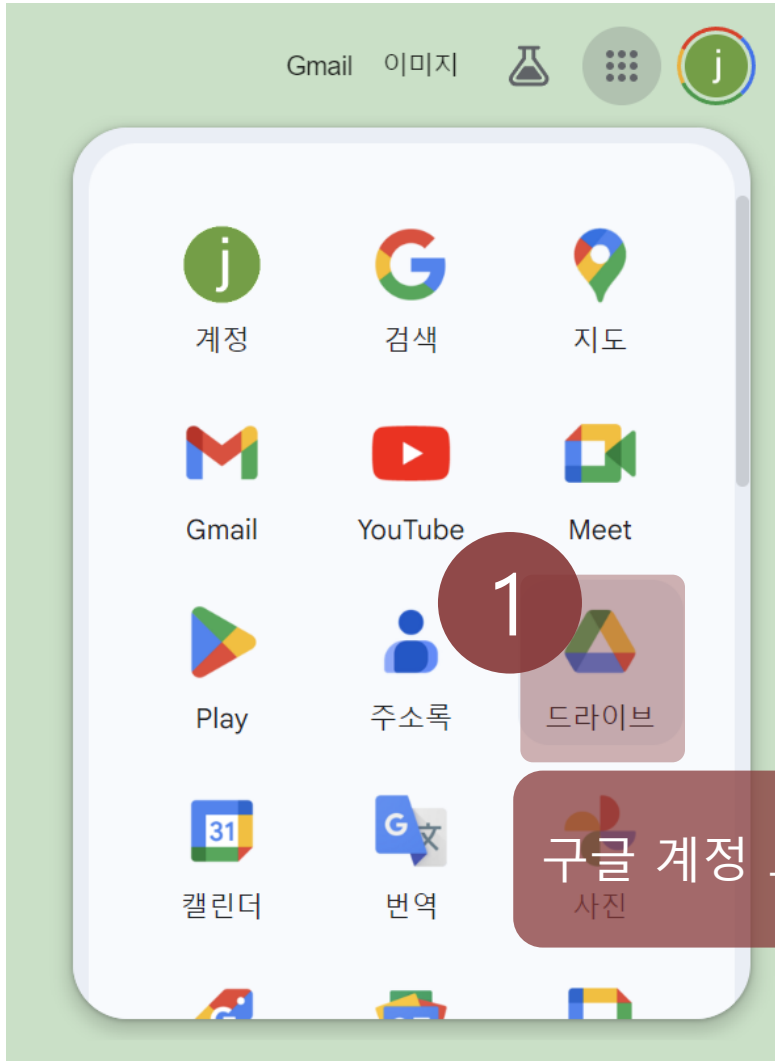 Gmail 이미지 j
j
계정 검색 지도
Gmail YouTube Meet
1
Play 주소록 드라이브
31 G 文
구글 계정
캘린더 번역 사진
G